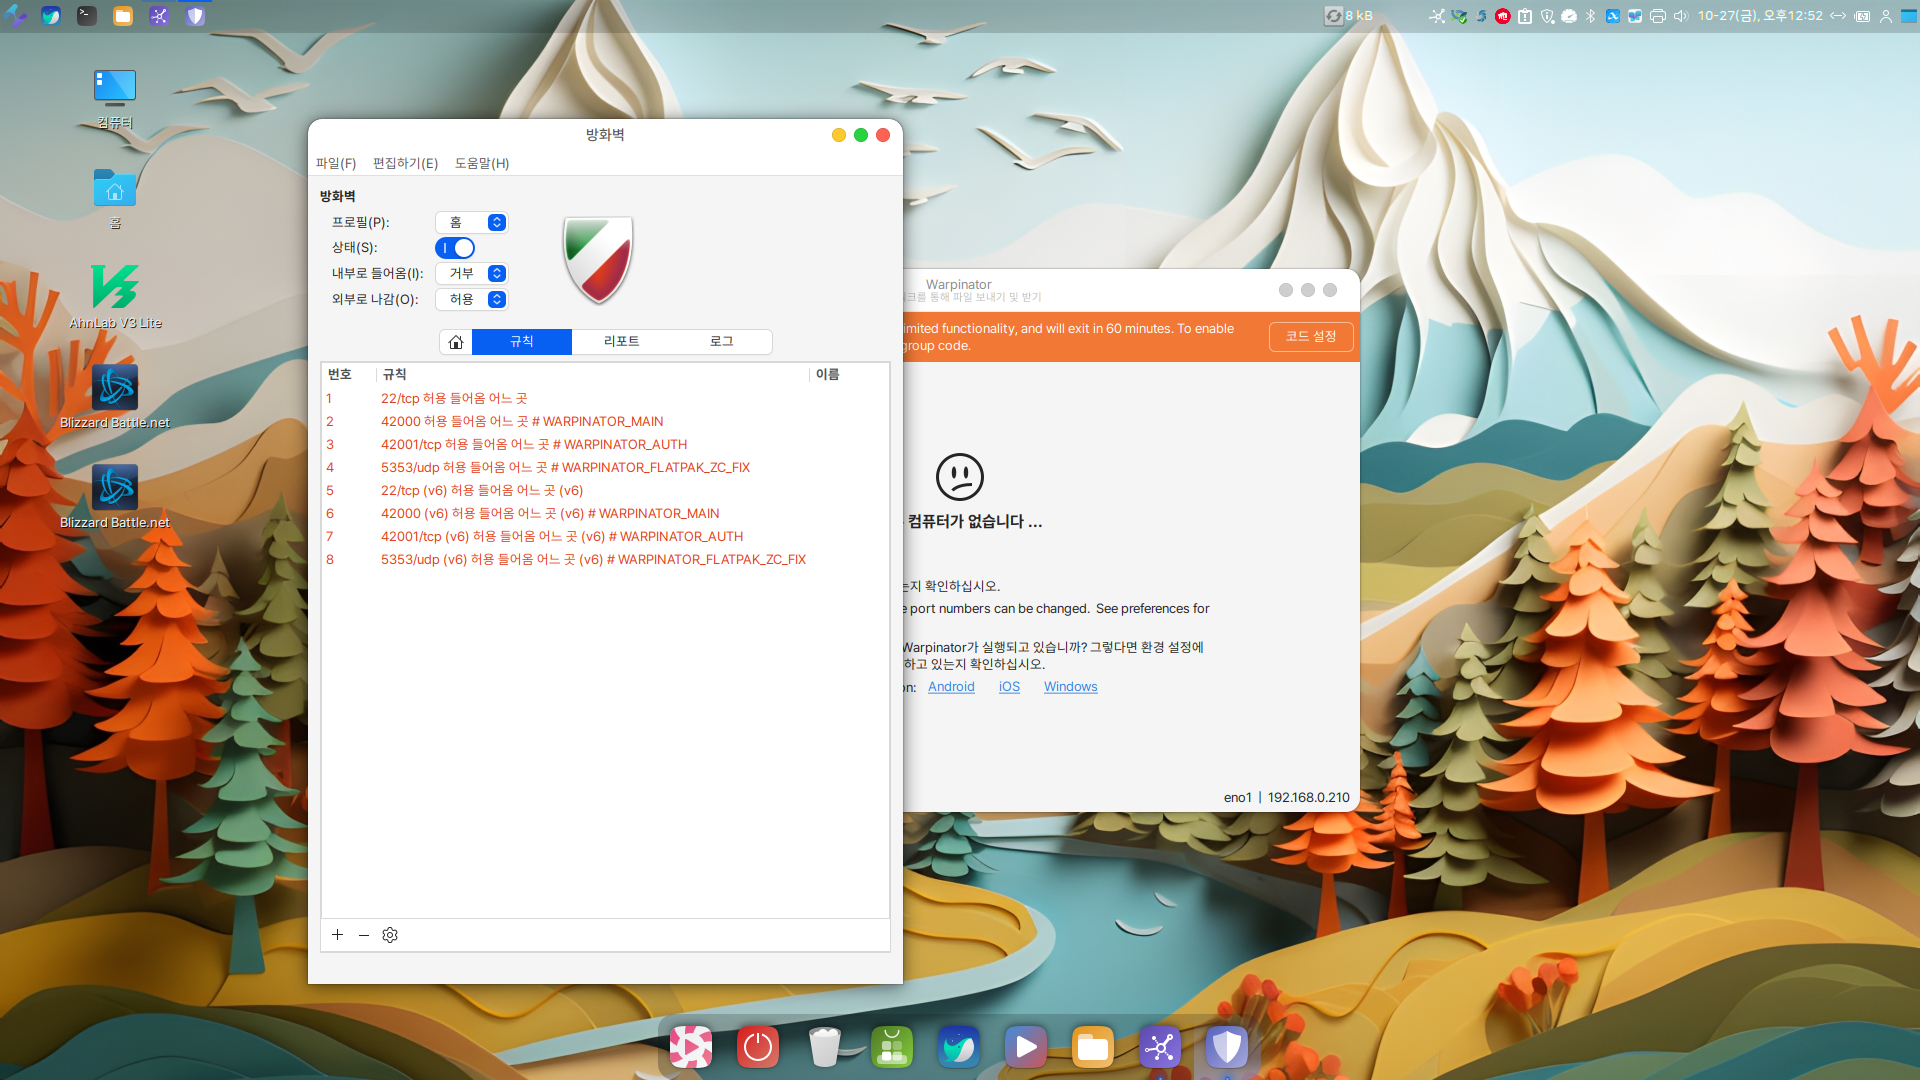 8 kB
10-27(금), 오후12:52
컴퓨터
홈
AhnLab V3 Lite
Blizzard Battle.net
Blizzard Battle.net
방화벽
파일(F) 편집하기(E) 도움말(H)
방화벽
프로필(P): 홈
상태(S):
내부로 들어옴(I): 거부
외부로 나감(O): 허용
규칙 리포트 로그
번호 규칙 이름
1 22/tcp 허용 들어옴 어느 곳
2 42000 허용 들어옴 어느 곳 # WARPINATOR_MAIN
3 42001/tcp 허용 들어옴 어느 곳 # WARPINATOR_AUTH
4 5353/udp 허용 들어옴 어느 곳 # WARPINATOR_FLATPAK_ZC_FIX
5 22/tcp (v6) 허용 들어옴 어느 곳 (v6)
6 42000 (v6) 허용 들어옴 어느 곳 (v6) # WARPINATOR_MAIN
7 42001/tcp (v6) 허용 들어옴 어느 곳 (v6) # WARPINATOR_AUTH
8 5353/udp (v6) 허용 들어옴 어느 곳 (v6) # WARPINATOR_FLATPAK_ZC_FIX
Warpinator
통해 파일 보내기 및 받기
functionality, and will exit in 60 minutes. To enable
group code.
코드 설정
컴퓨터가 없습니다 ...
확인하십시오.
port numbers can be changed. See preferences for
Warpinator가 실행되고 있습니까? 그렇다면 환경 설정에
하고 있는지 확인하십시오.
Android iOS Windows
eno1 | 192.168.0.210